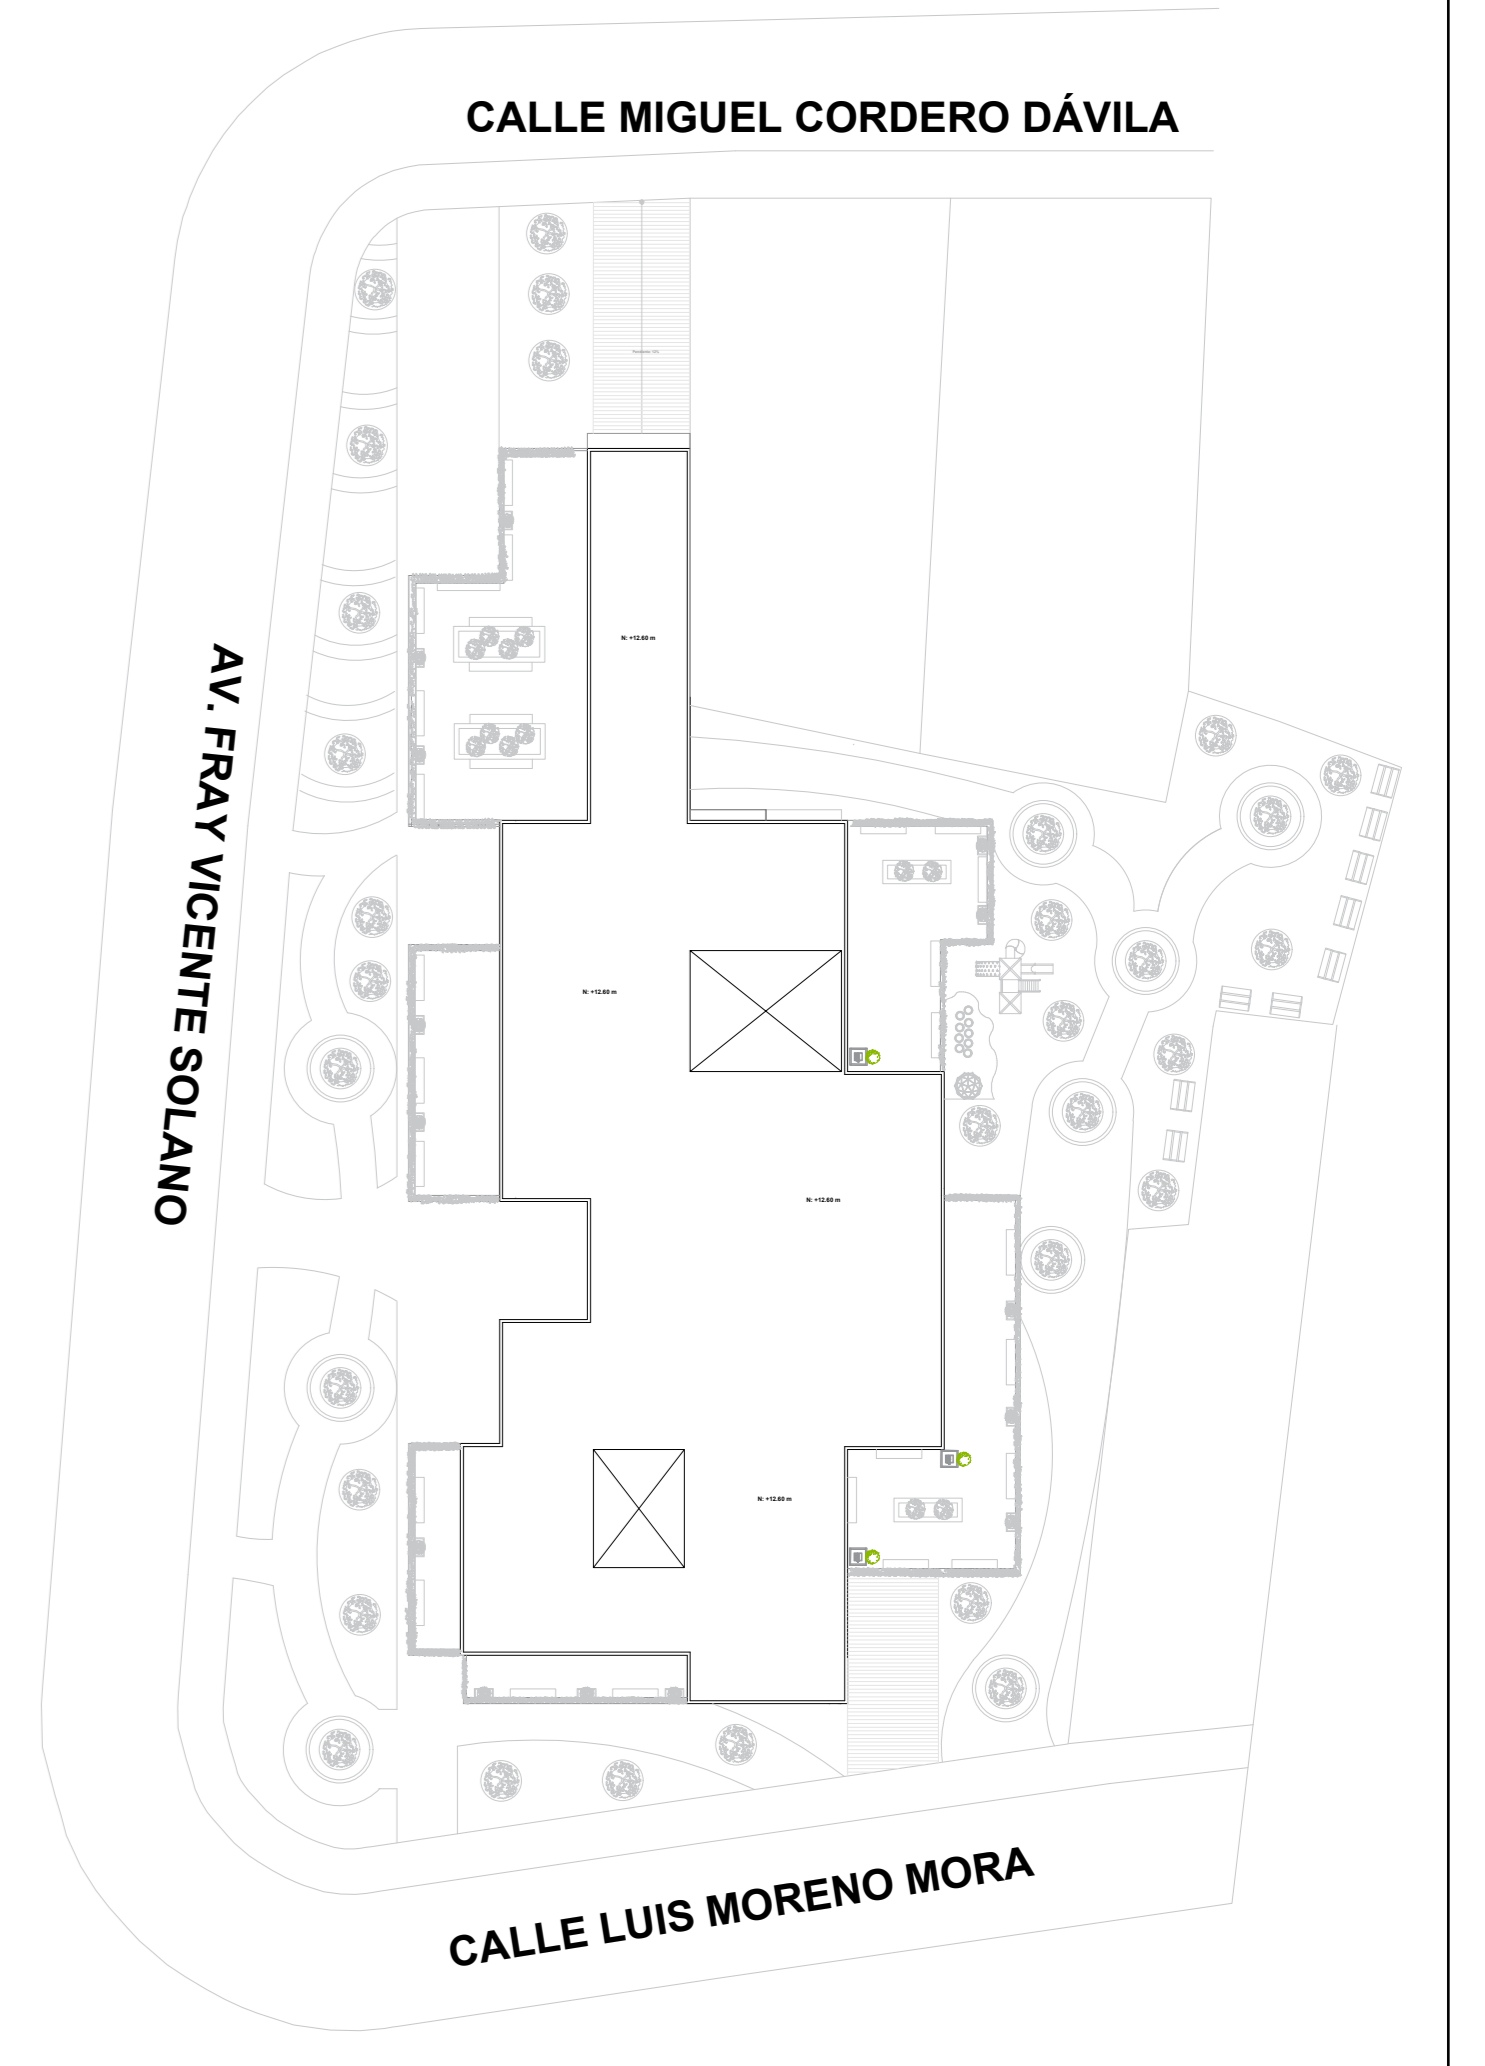 CALLE MIGUEL CORDERO DÁVILA
N: +12.60 m
AV. FRAY VICENTE SOLANO
N: +12.60 m
N: +12.60 m
N: +12.60 m
CALLE LUIS MORENO MORA